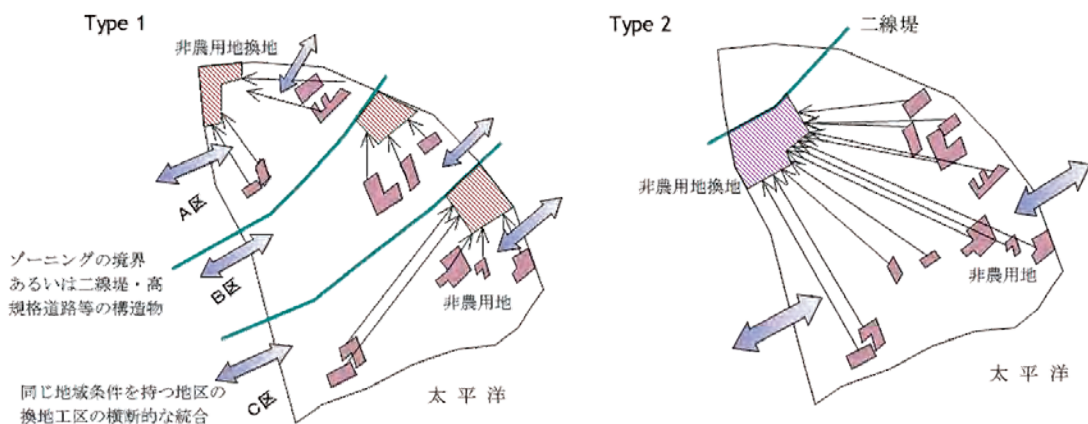 Type 1
非農用地換地
A区
ゾーニングの境界
あるいは二線堤・高
規格道路等の構造物
B区
非農用地
同じ地域条件を持つ地区の
換地工区の横断的な統合
C区
太平洋
Type 2
二線堤
非農用地換地
非農用地
太平洋